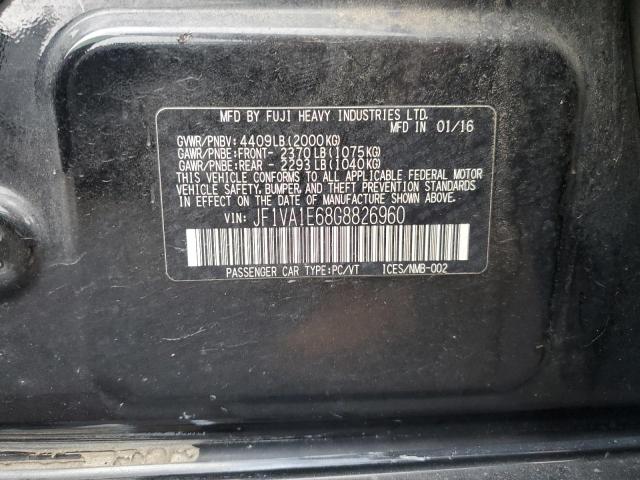 MFD BY FUJI HEAVY INDUSTRIES LTD.
MFD IN 01/16
GVWR/PNBV: 4409LB(2000KG)
GAWR/PNBE:FRONT- 2370LB(1075KG)
GAWR/PNBE:REAR - 2293LB(1040KG)
THIS VEHICLE CONFORMS TO ALL APPLICABLE FEDERAL MOTOR
VEHICLE SAFETY, BUMPER, AND THEFT PREVENTION STANDARDS
IN EFFECT ON THE DATE OF MANUFACTURE SHOWN ABOVE.
VIN: JF1VA1E68G8826960
PASSENGER CAR TYPE:PC/VT ICES/NMB-002